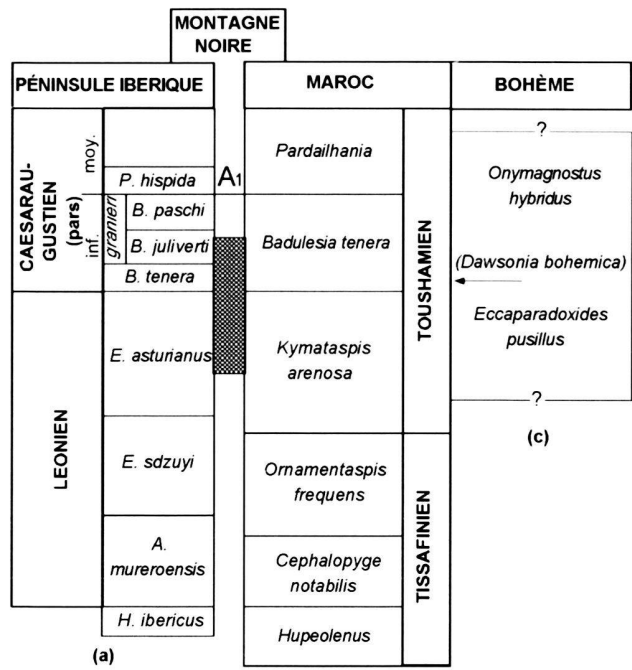 MONTAGNE
NOIRE
PÉNINSULE IBERIQUE
MAROC
BOHÈME
CAESARAU-
GUSTIEN
(pars)
moy.
inf.
granieri
P. hispida
B. paschi
B. juliverti
B. tenera
LEONIEN
E. asturianus
E. sdzuyi
A.
mureroensis
H. ibericus
(a)
A1
Pardailhania
Badulesia tenera
Kymataspis
arenosa
Ornamentaspis
frequens
Cephalopyge
notabilis
Hupeolenus
TOUSHAMIEN
TISSAFINIEN
?
Onymagnostus
hybridus
(Dawsonia bohemica)
Eccaparadoxides
pusillus
?
(c)